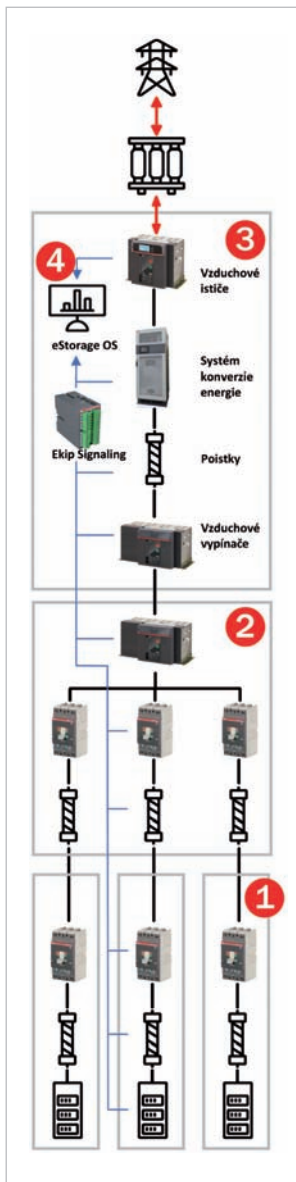 3
4
Vzduchové
ističe
eStorage OS
Systém
konverzie
energie
Ekip Signaling
Poistky
Vzduchové
vypínače
2
1